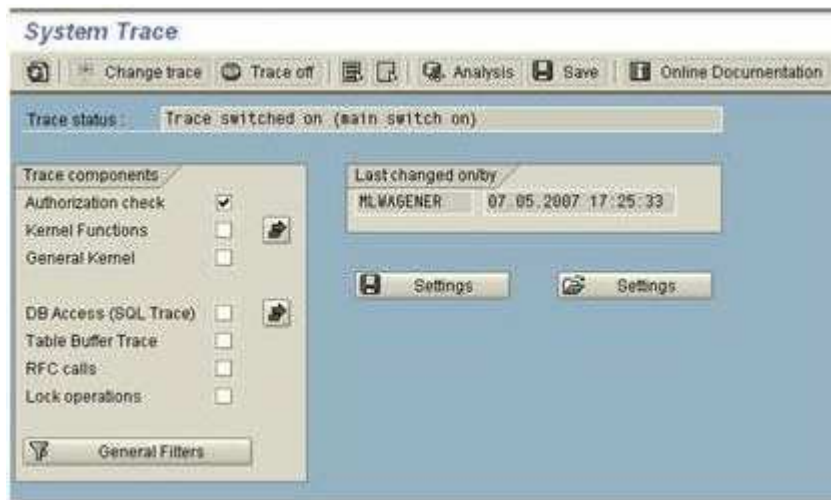 System Trace
Change trace Trace off Analysis Save Online Documentation
Trace status : Trace switched on (main switch on)
Trace components
Authorization check
Kernel Functions
General Kernel
DB Access (SQL Trace)
Table Buffer Trace
RFC calls
Lock operations
General Filters
Last changed on/by
MLWAGENER 07.05.2007 17:25:33
Settings Settings